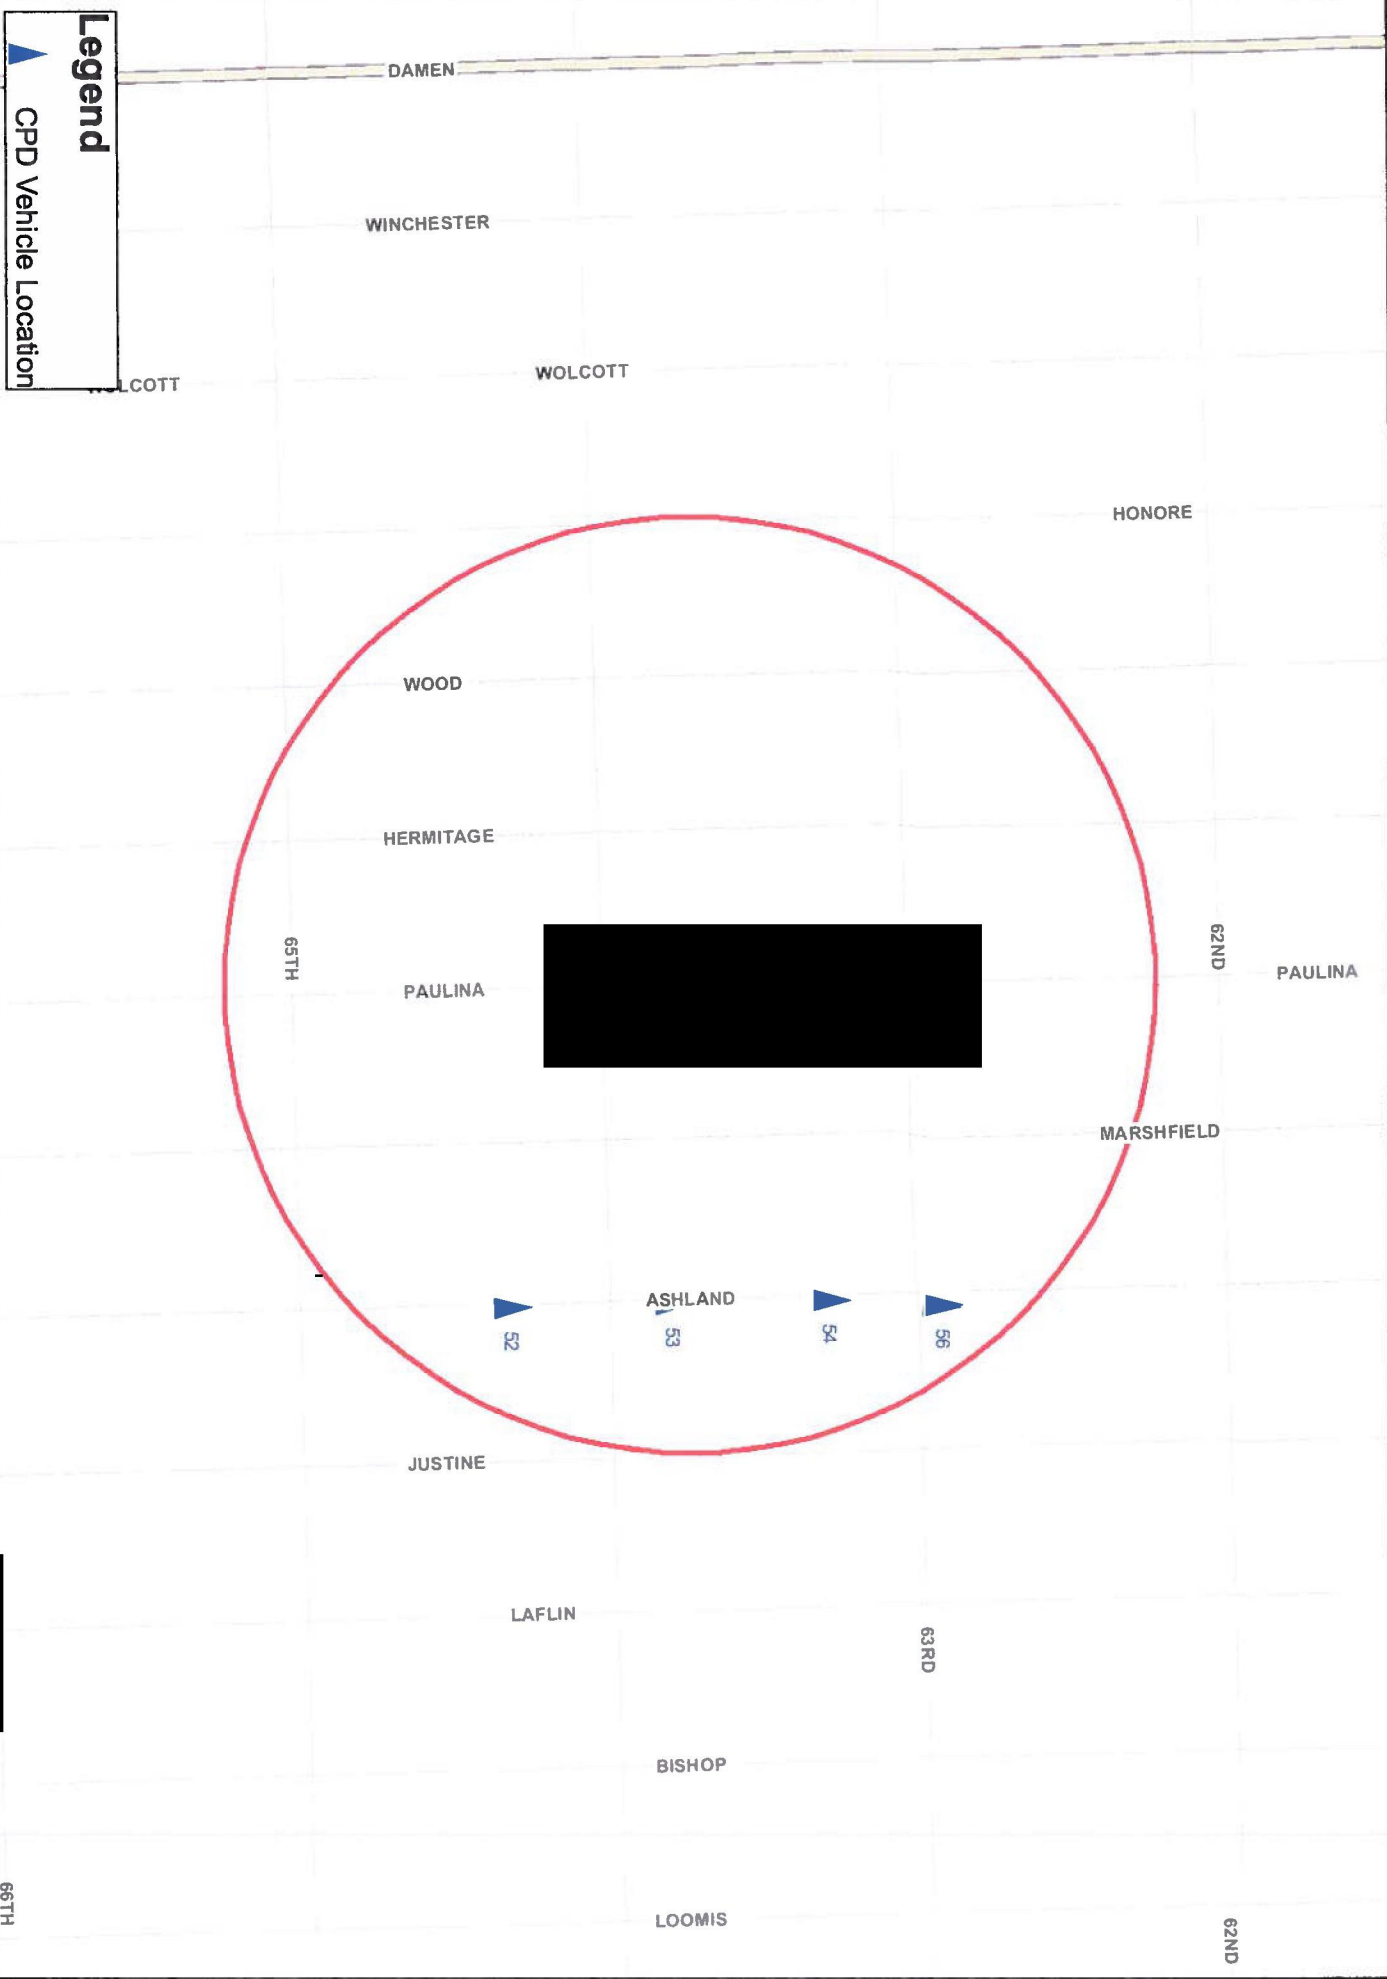 Legend
CPD Vehicle Location
DAMEN
WINCHESTER
WOLCOTT
WOLCOTT
HONORE
WOOD
HERMITAGE
65TH
62ND
PAULINA
PAULINA
MARSHFIELD
ASHLAND
52
53
54
56
JUSTINE
LAFLIN
63RD
BISHOP
66TH
LOOMIS
62ND